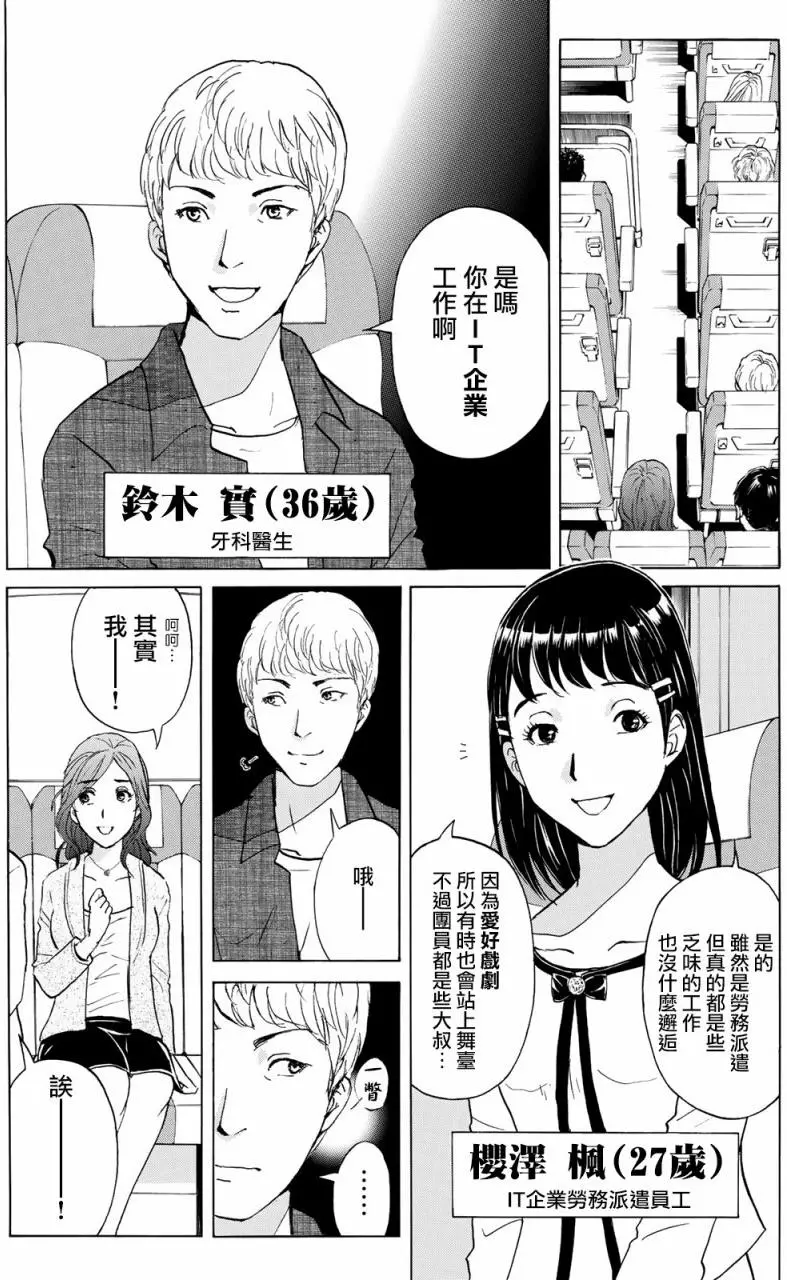 是嗎
你在IT企業
工作啊
鈴木 實(36歲)
牙科醫生
是的
雖然是勞務派遣
但真的都是些
乏味的工作
也沒什麼邂逅
因為愛好戲劇
所以有時也會站上舞臺
不過團員都是些大叔…
櫻澤 楓(27歲)
IT企業勞務派遣員工
哦——
一瞥
……
呵呵…
其實
我——！
誒——！